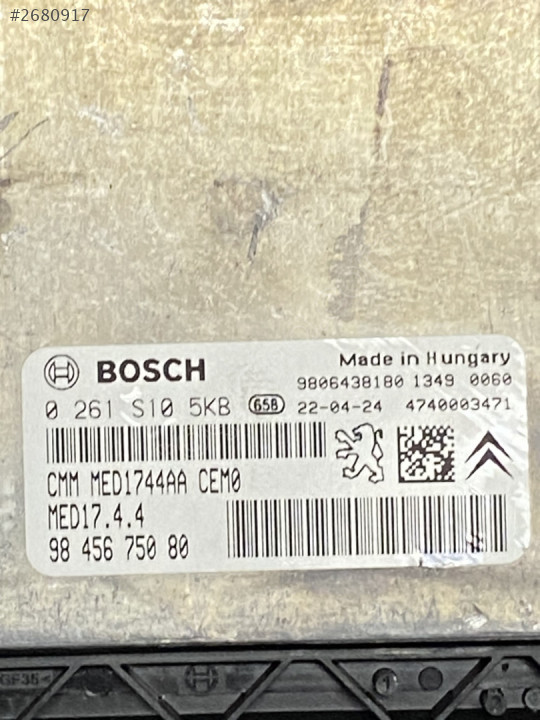 #2680917
BOSCH
Made in Hungary
9806438180 1349 0060
0 261 S10 5KB 658 22-04-24 4740003471
CMM MED1744AA CEM0
MED17.4.4
98 456 750 80